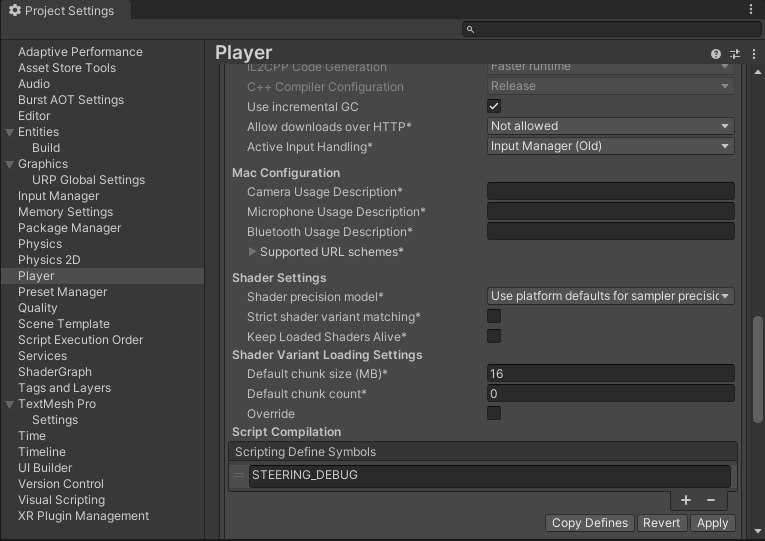 Project Settings
Adaptive Performance
Asset Store Tools
Audio
Burst AOT Settings
Editor
Entities
Build
Graphics
URP Global Settings
Input Manager
Memory Settings
Package Manager
Physics
Physics 2D
Player
Preset Manager
Quality
Scene Template
Script Execution Order
Services
ShaderGraph
Tags and Layers
TextMesh Pro
Settings
Time
Timeline
UI Builder
Version Control
Visual Scripting
XR Plugin Management
Player
IL2CPP Code Generation Faster runtime
C++ Compiler Configuration Release
Use incremental GC
Allow downloads over HTTP* Not allowed
Active Input Handling* Input Manager (Old)
Mac Configuration
Camera Usage Description*
Microphone Usage Description*
Bluetooth Usage Description*
Supported URL schemes*
Shader Settings
Shader precision model* Use platform defaults for sampler precisic
Strict shader variant matching*
Keep Loaded Shaders Alive*
Shader Variant Loading Settings
Default chunk size (MB)* 16
Default chunk count* 0
Override
Script Compilation
Scripting Define Symbols
STEERING_DEBUG
+ −
Copy Defines Revert Apply